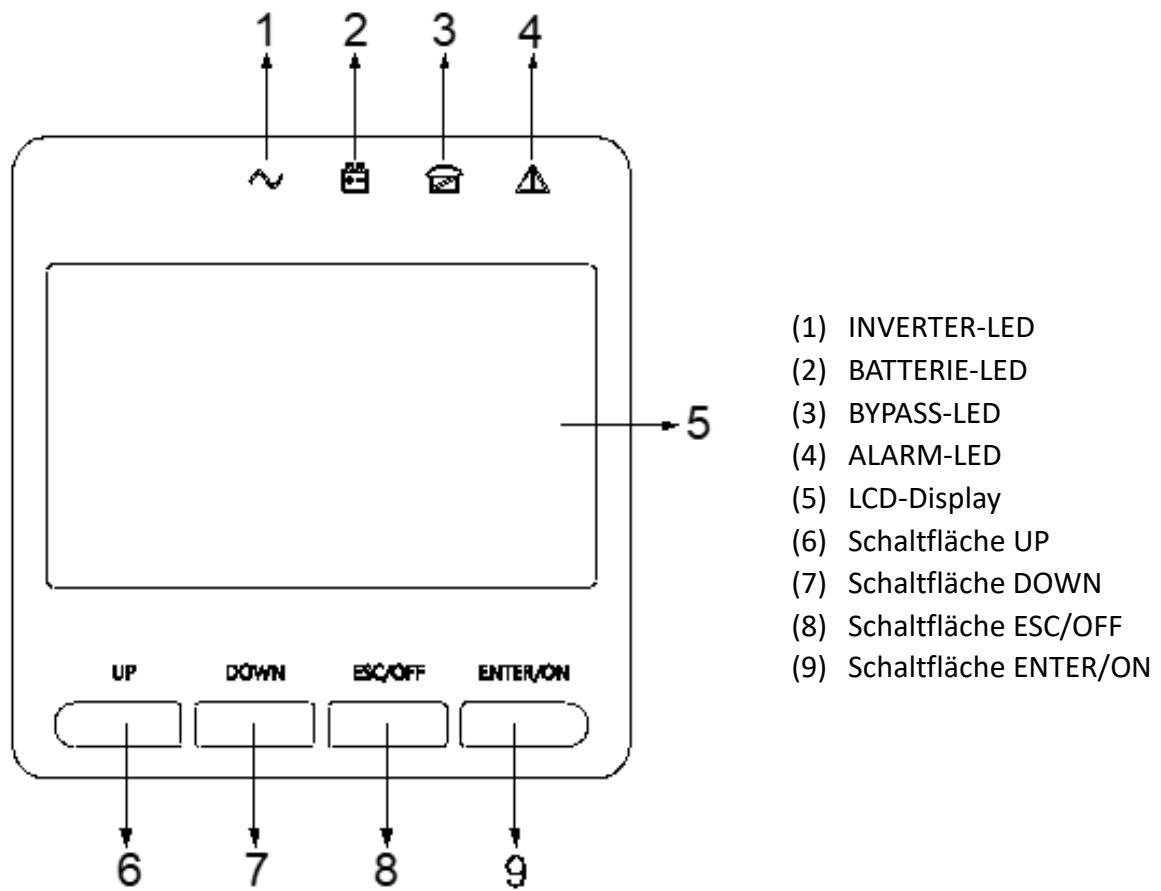 1 2 3 4
5
UP DOWN ESC/OFF ENTER/ON
6 7 8 9
(1) INVERTER-LED
(2) BATTERIE-LED
(3) BYPASS-LED
(4) ALARM-LED
(5) LCD-Display
(6) Schaltfläche UP
(7) Schaltfläche DOWN
(8) Schaltfläche ESC/OFF
(9) Schaltfläche ENTER/ON